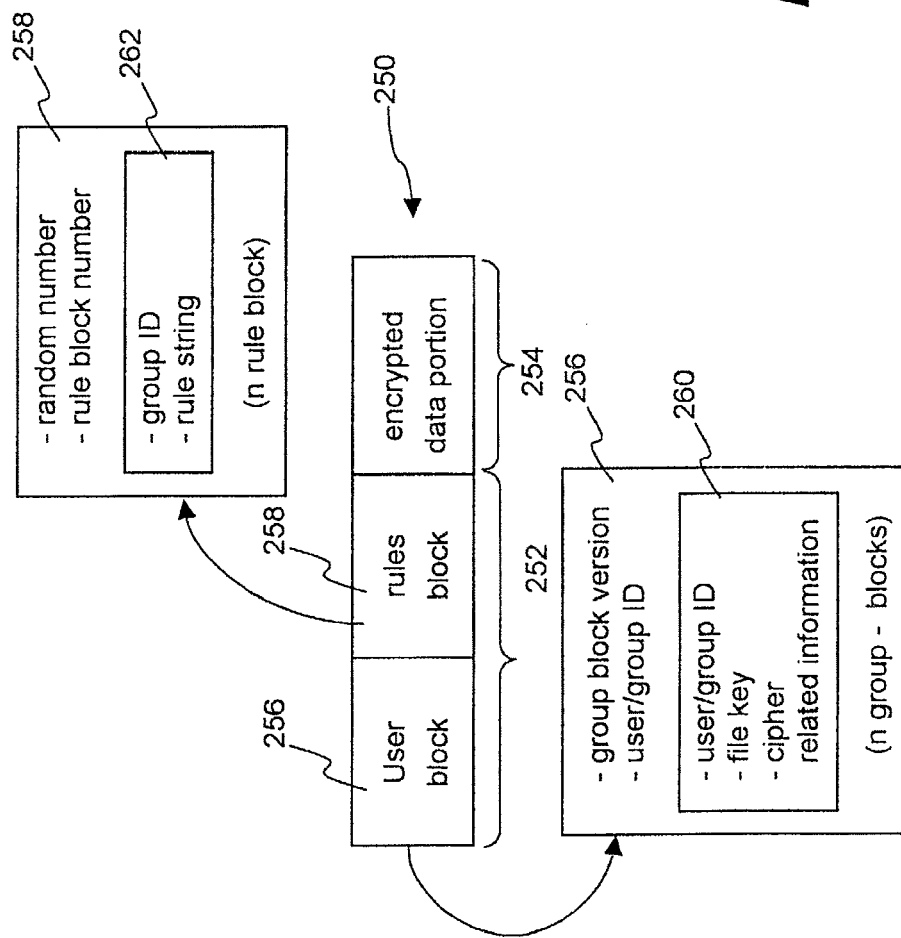 258
- random number
- rule block number
262
- group ID
- rule string
(n rule block)
250
256
User
block
258
rules
block
encrypted
data portion
252
254
256
- group block version
- user/group ID
260
- user/group ID
- file key
- cipher
related information
(n group - blocks)